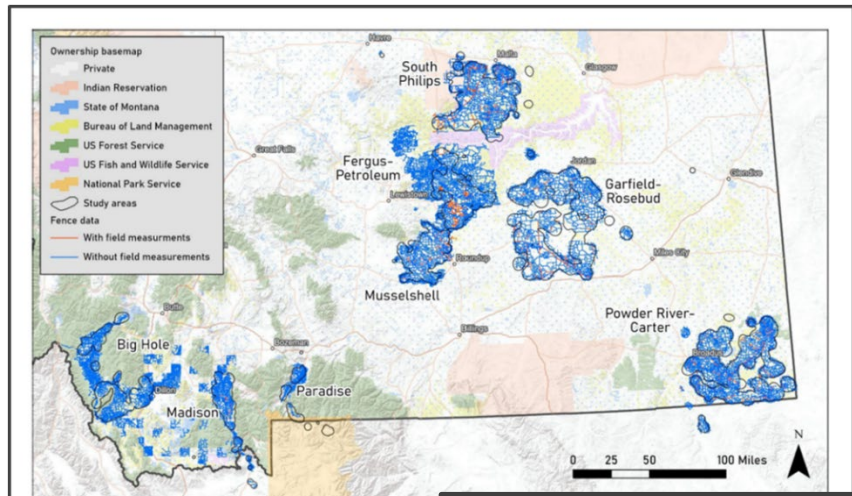 Ownership basemap
Private
Indian Reservation
State of Montana
Bureau of Land Management
US Forest Service
US Fish and Wildlife Service
National Park Service
Study areas
Fence data
With field measurments
Without field measurements
Havre
South
Philips
Malta
Glasgow
Great Falls
Fergus-
Petroleum
Lewistown
Jordan
Garfield-
Rosebud
Glendive
Roundup
Miles City
Musselshell
Butte
Big Hole
Bozeman
Billings
Powder River-
Carter
Broadus
Dillon
Madison
Paradise
N
0 25 50 100 Miles